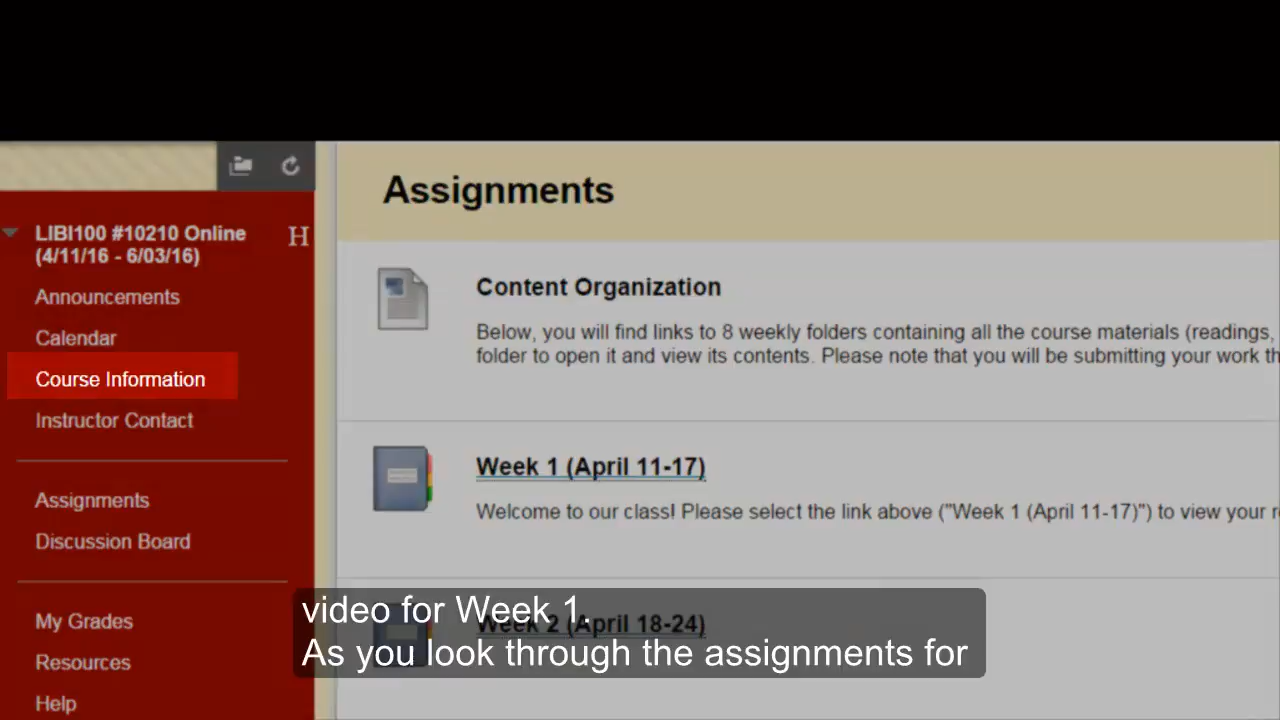 LIBI100 #10210 Online
(4/11/16 - 6/03/16)
H
Announcements
Calendar
Course Information
Instructor Contact
Assignments
Discussion Board
My Grades
Resources
Help
Assignments
Content Organization
Below, you will find links to 8 weekly folders containing all the course materials (readings,
folder to open it and view its contents. Please note that you will be submitting your work th
Week 1 (April 11-17)
Welcome to our class! Please select the link above ("Week 1 (April 11-17)") to view your r
Week 2 (April 18-24)
video for Week 1.
As you look through the assignments for